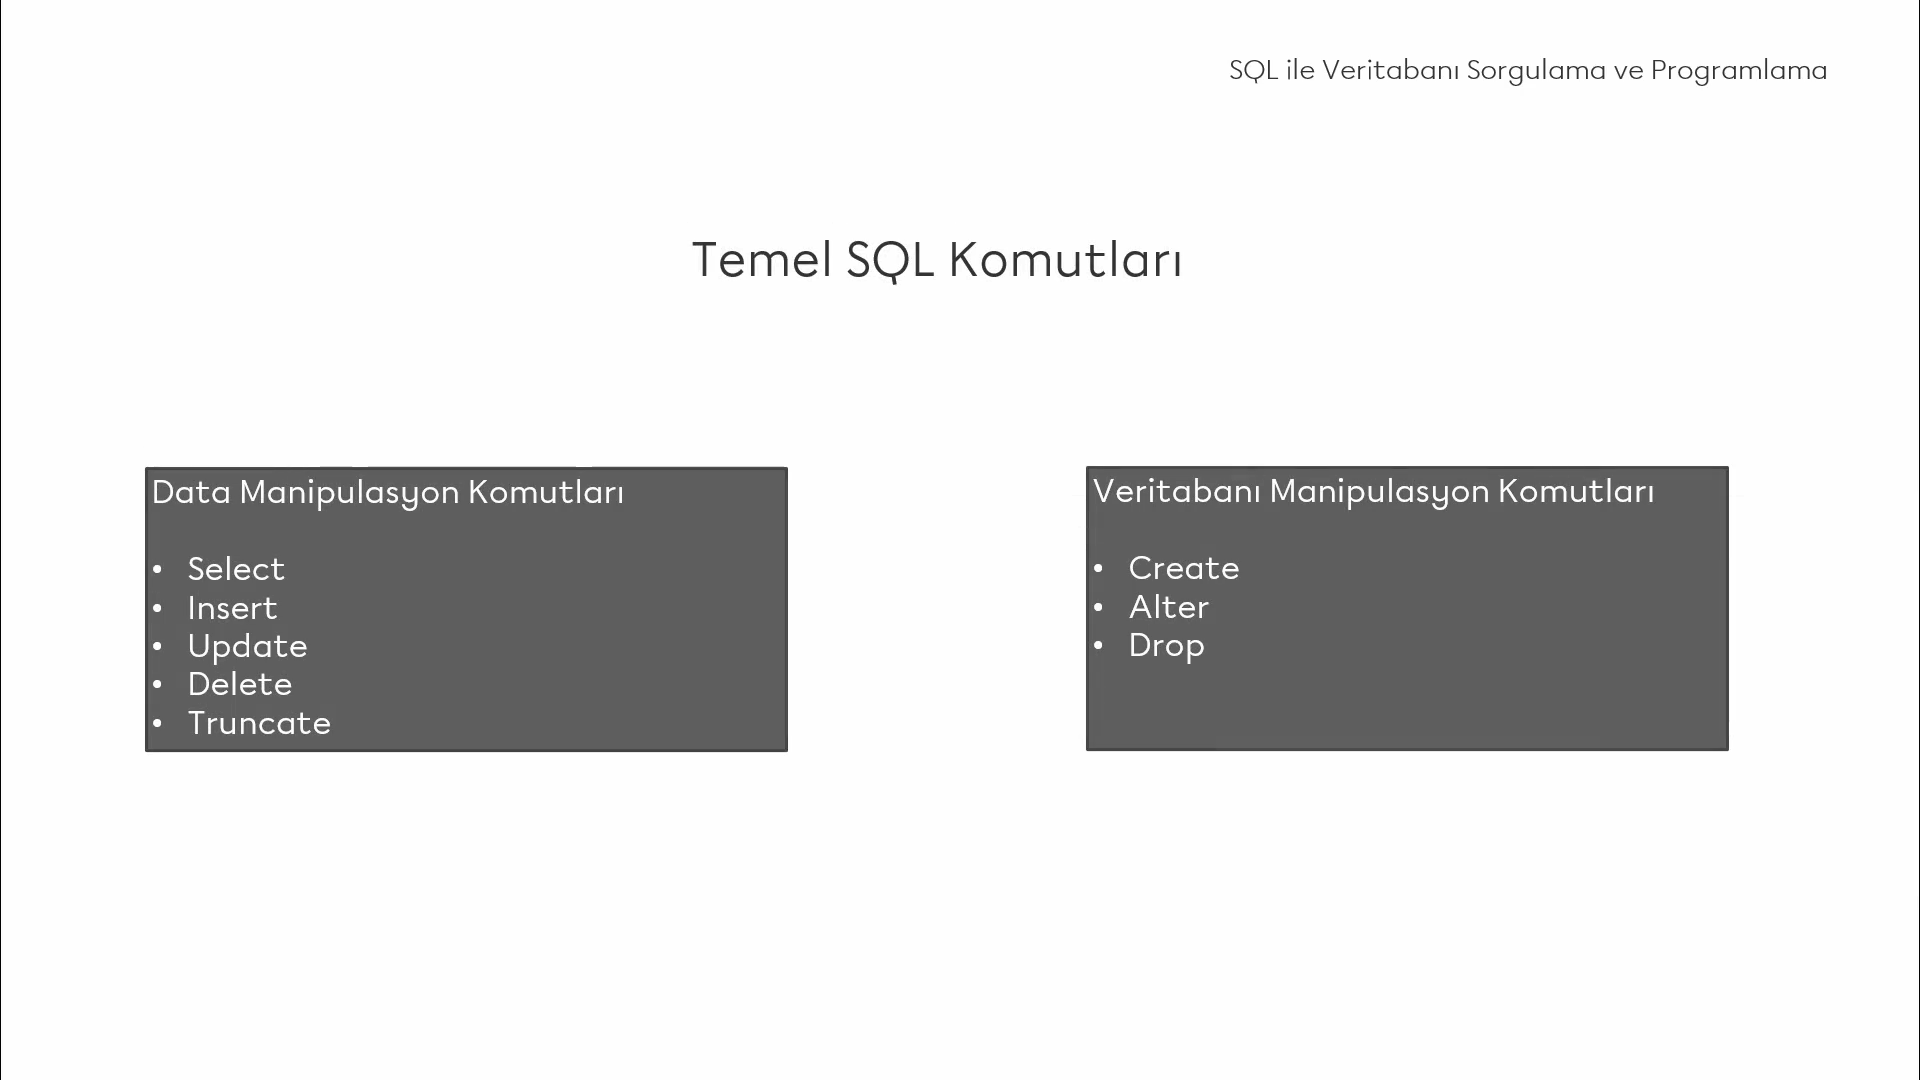 SQL ile Veritabanı Sorgulama ve Programlama
Temel SQL Komutları
Data Manipulasyon Komutları
• Select
• Insert
• Update
• Delete
• Truncate
Veritabanı Manipulasyon Komutları
• Create
• Alter
• Drop